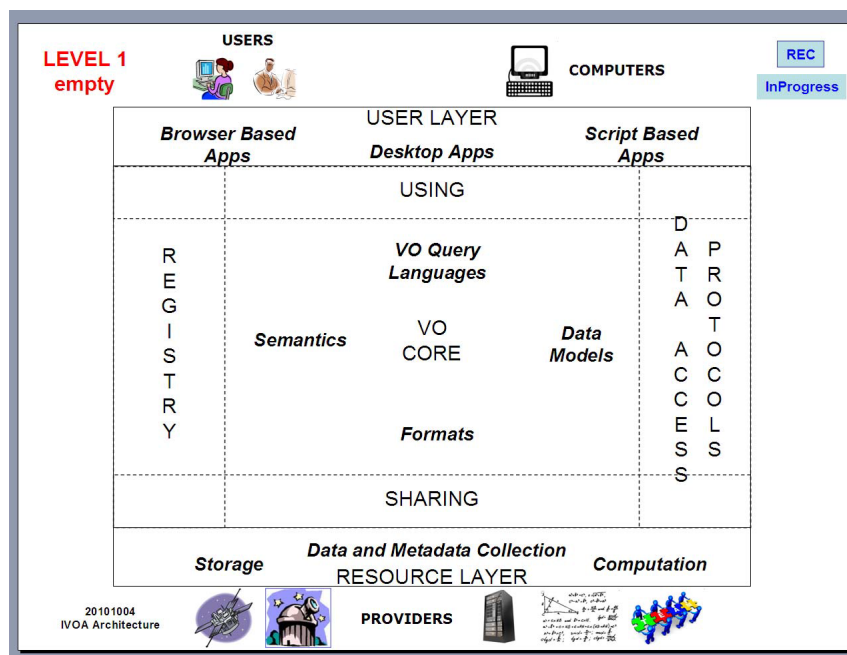 LEVEL 1
empty
USERS
COMPUTERS
REC
InProgress
USER LAYER
Browser Based
Apps
Desktop Apps
Script Based
Apps
USING
REGISTRY
VO Query
Languages
Semantics
VO
CORE
Data
Models
Formats
DATA ACCESS
PROTOCOLS
SHARING
Storage
Data and Metadata Collection
Computation
RESOURCE LAYER
20101004
IVOA Architecture
PROVIDERS